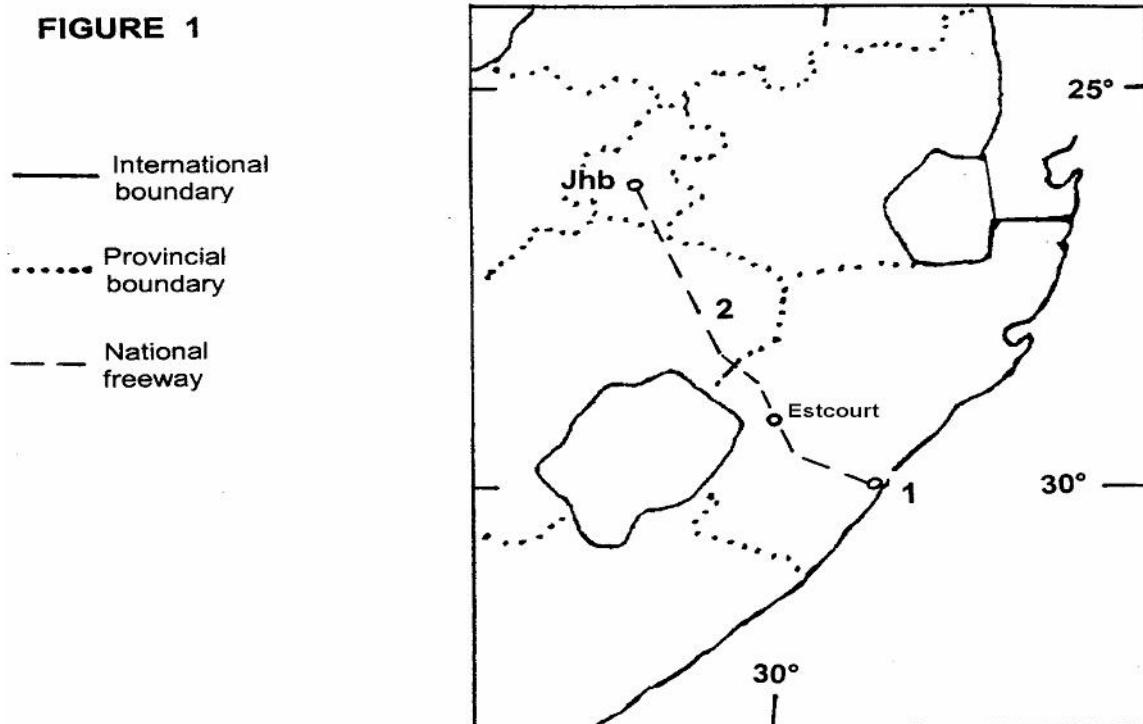 FIGURE 1
International
boundary
Provincial
boundary
National
freeway
25°
Jhb
2
Estcourt
1
30°
30°